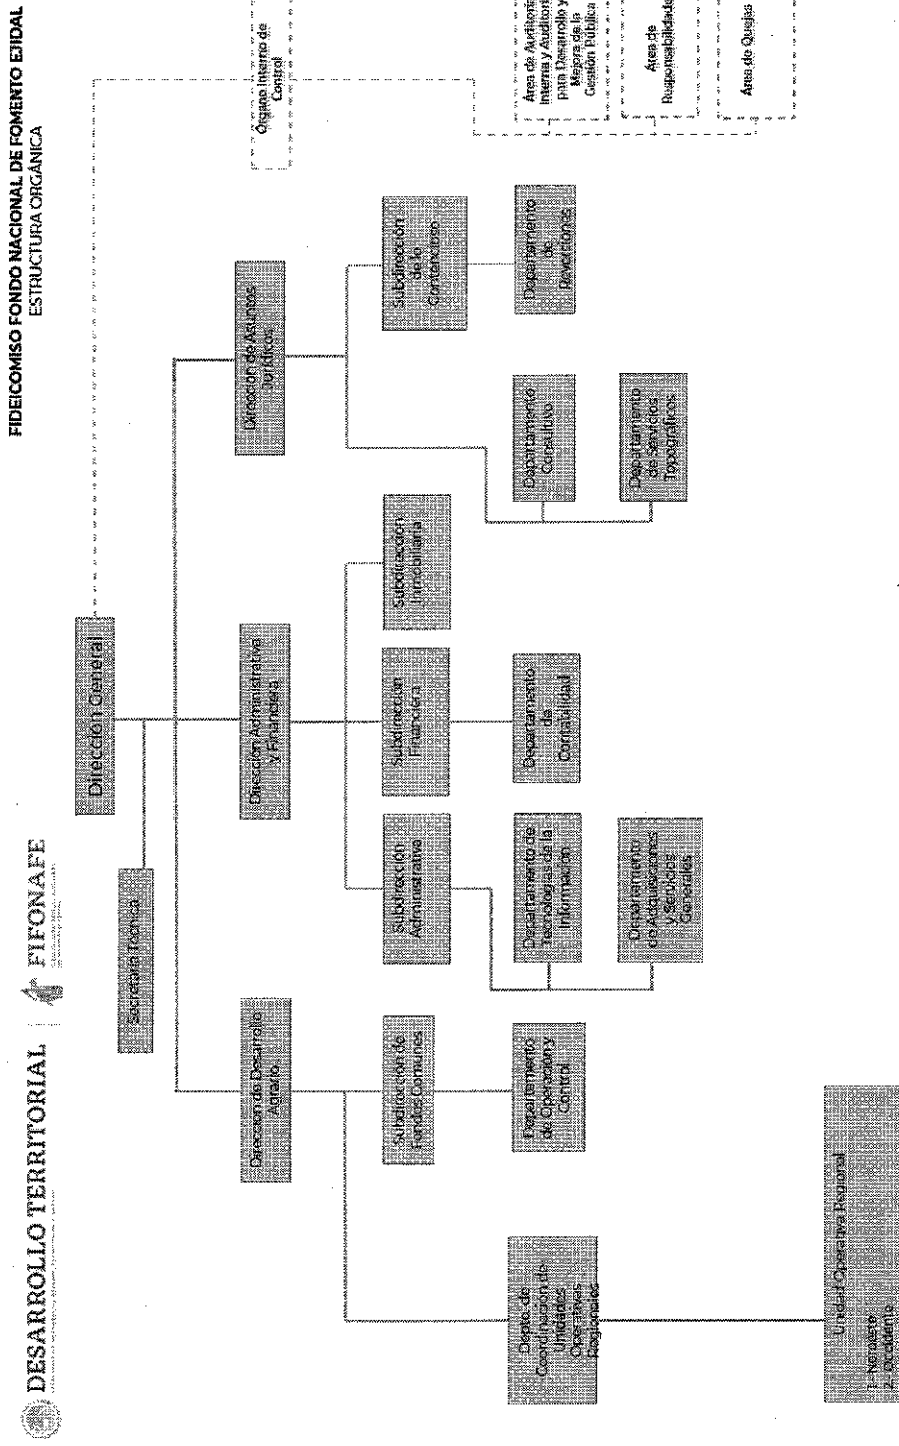 DESARROLLO TERRITORIAL
FIFONAFE
FIDEICOMISO FONDO NACIONAL DE FOMENTO EJIDAL
ESTRUCTURA ORGÁNICA
Dirección General
Secretaría Técnica
Órgano Interno de
Control
Dirección de Desarrollo
Agrario
Dirección Administrativa
y Financiera
Dirección de Asuntos
Jurídicos
Subdirección de
Fondos Comunes
Subdirección
Administrativa
Subdirección
Financiera
Subdirección
Inmobiliaria
Subdirección
de lo
Contencioso
Depto. de
Coordinación de
Unidades
Operativas
Regionales
Departamento
de Operación y
Control
Departamento de
Tecnologías de la
Información
Departamento
de
Contabilidad
Departamento
Consultivo
Departamento
de
Reversiones
Área de Auditoría
Interna y Auditoría
para Desarrollo y
Mejora de la
Gestión Pública
Departamento
de Adquisiciones
y Servicios
Generales
Departamento
de Servicios
Topográficos
Área de
Responsabilidades
Área de Quejas
Unidad Operativa Regional
1.- Noroeste
2.- Occidente